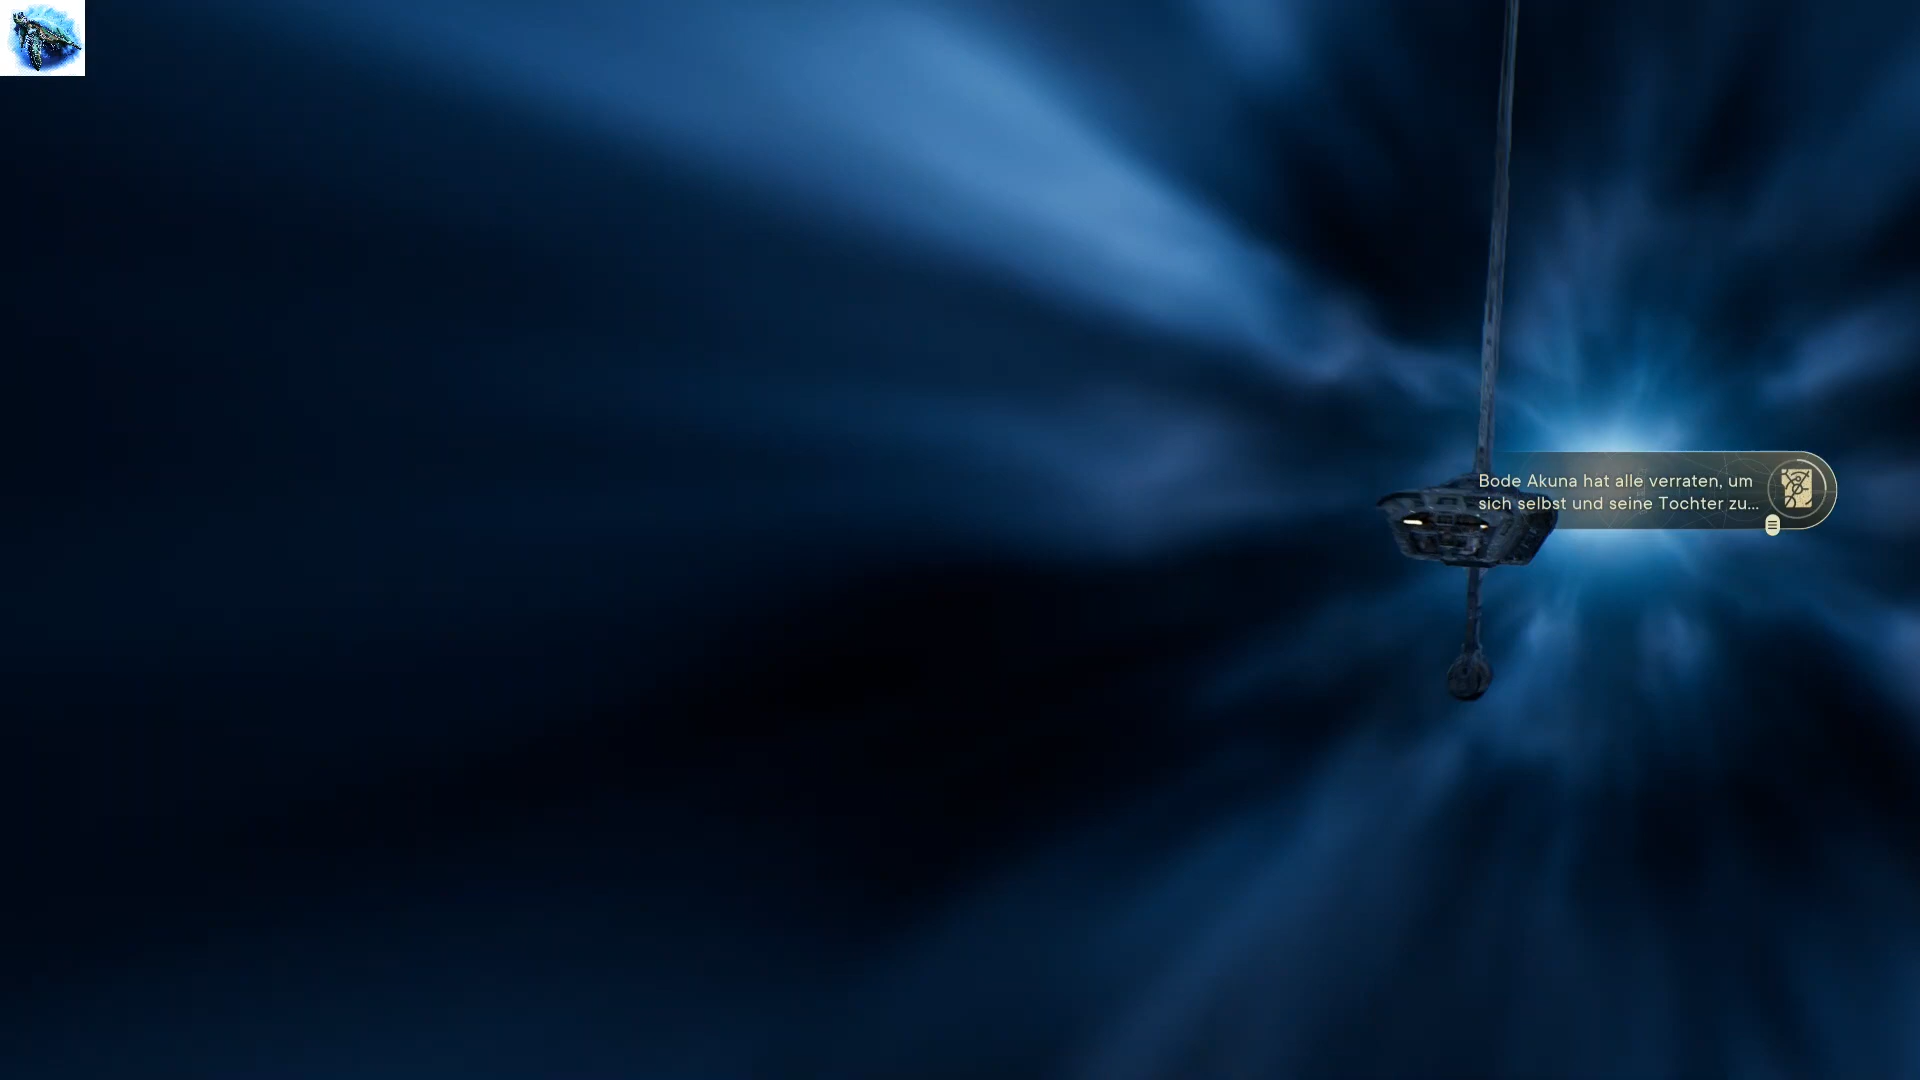 Bode Akuna hat alle verraten, um
sich selbst und seine Tochter zu...